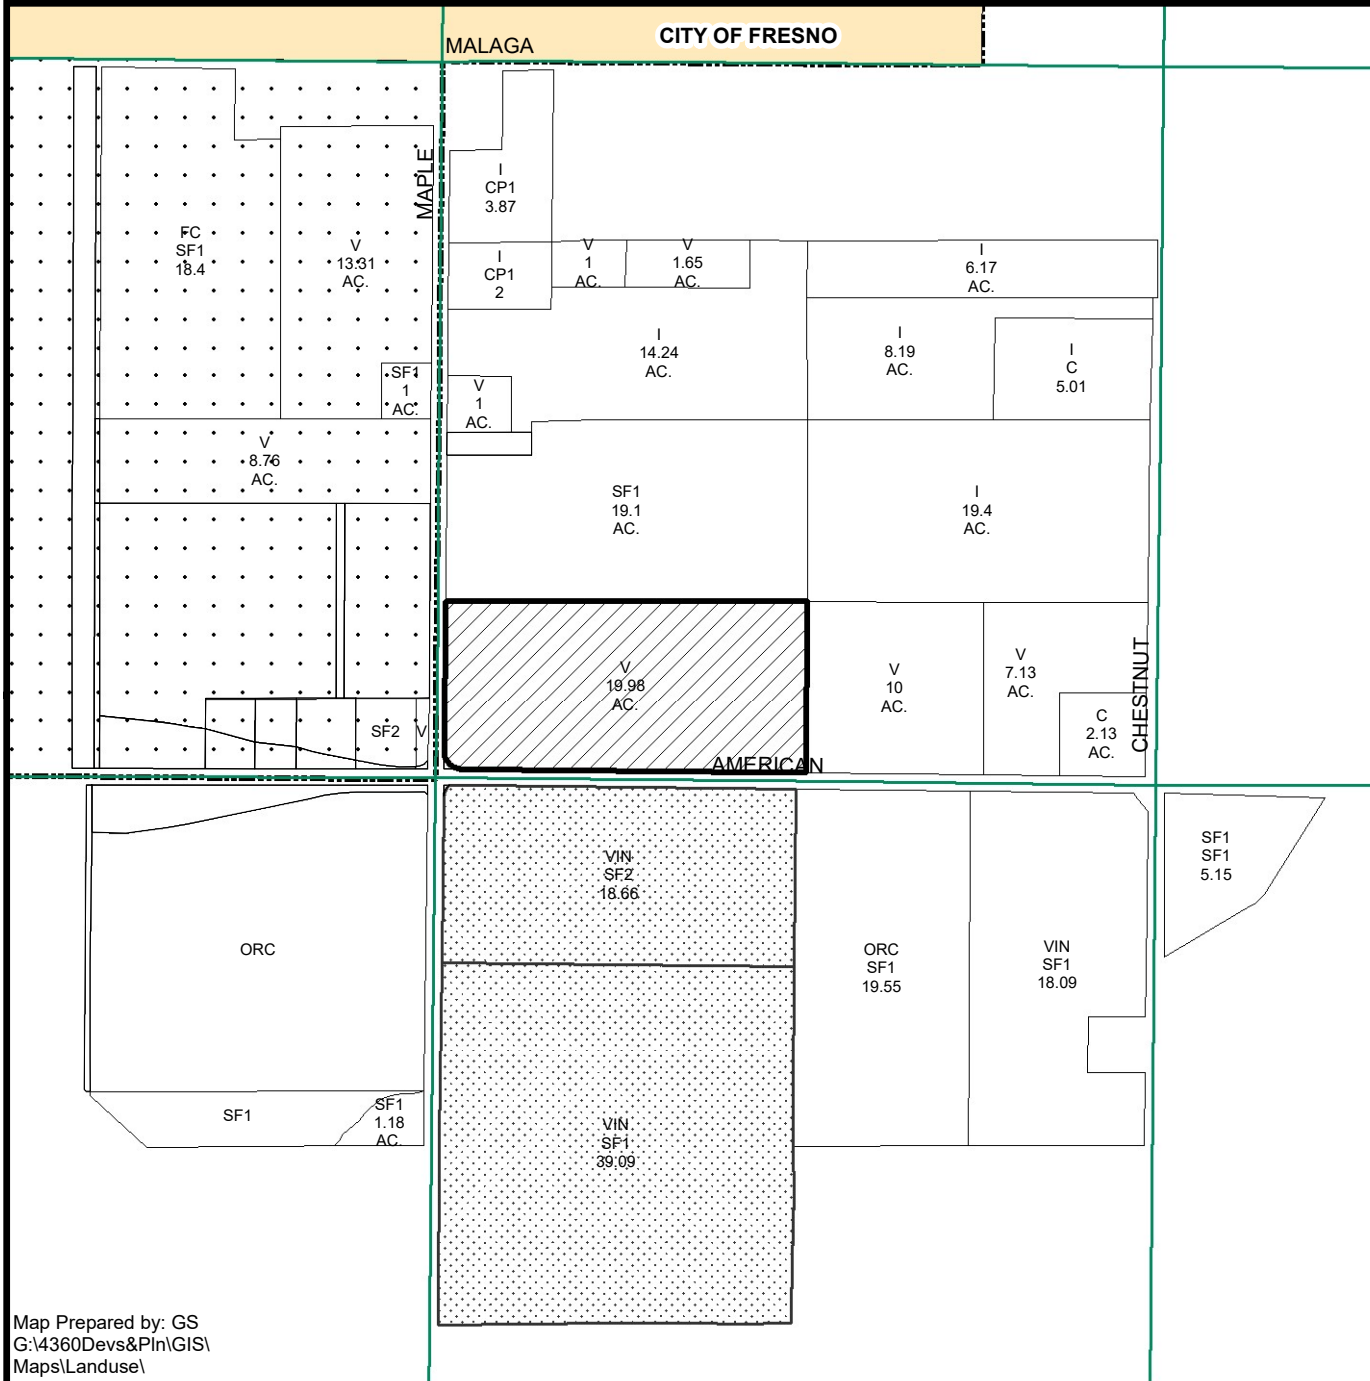 CITY OF FRESNO
MALAGA
MAPLE
I
CP1
3.87
FC
SF1
18.4
V
13.31
AC.
I
CP1
2
V
1
AC.
V
1.65
AC.
I
6.17
AC.
I
14.24
AC.
I
8.19
AC.
I
C
5.01
SF1
1
AC.
V
1
AC.
V
8.76
AC.
SF1
19.1
AC.
I
19.4
AC.
V
19.98
AC.
V
10
AC.
V
7.13
AC.
CHESTNUT
C
2.13
AC.
SF2
V
AMERICAN
VIN
SF2
18.66
SF1
SF1
5.15
ORC
ORC
SF1
19.55
VIN
SF1
18.09
SF1
SF1
1.18
AC.
VIN
SF1
39.09
Map Prepared by: GS
G:\4360Devs&Pln\GIS\
Maps\Landuse\